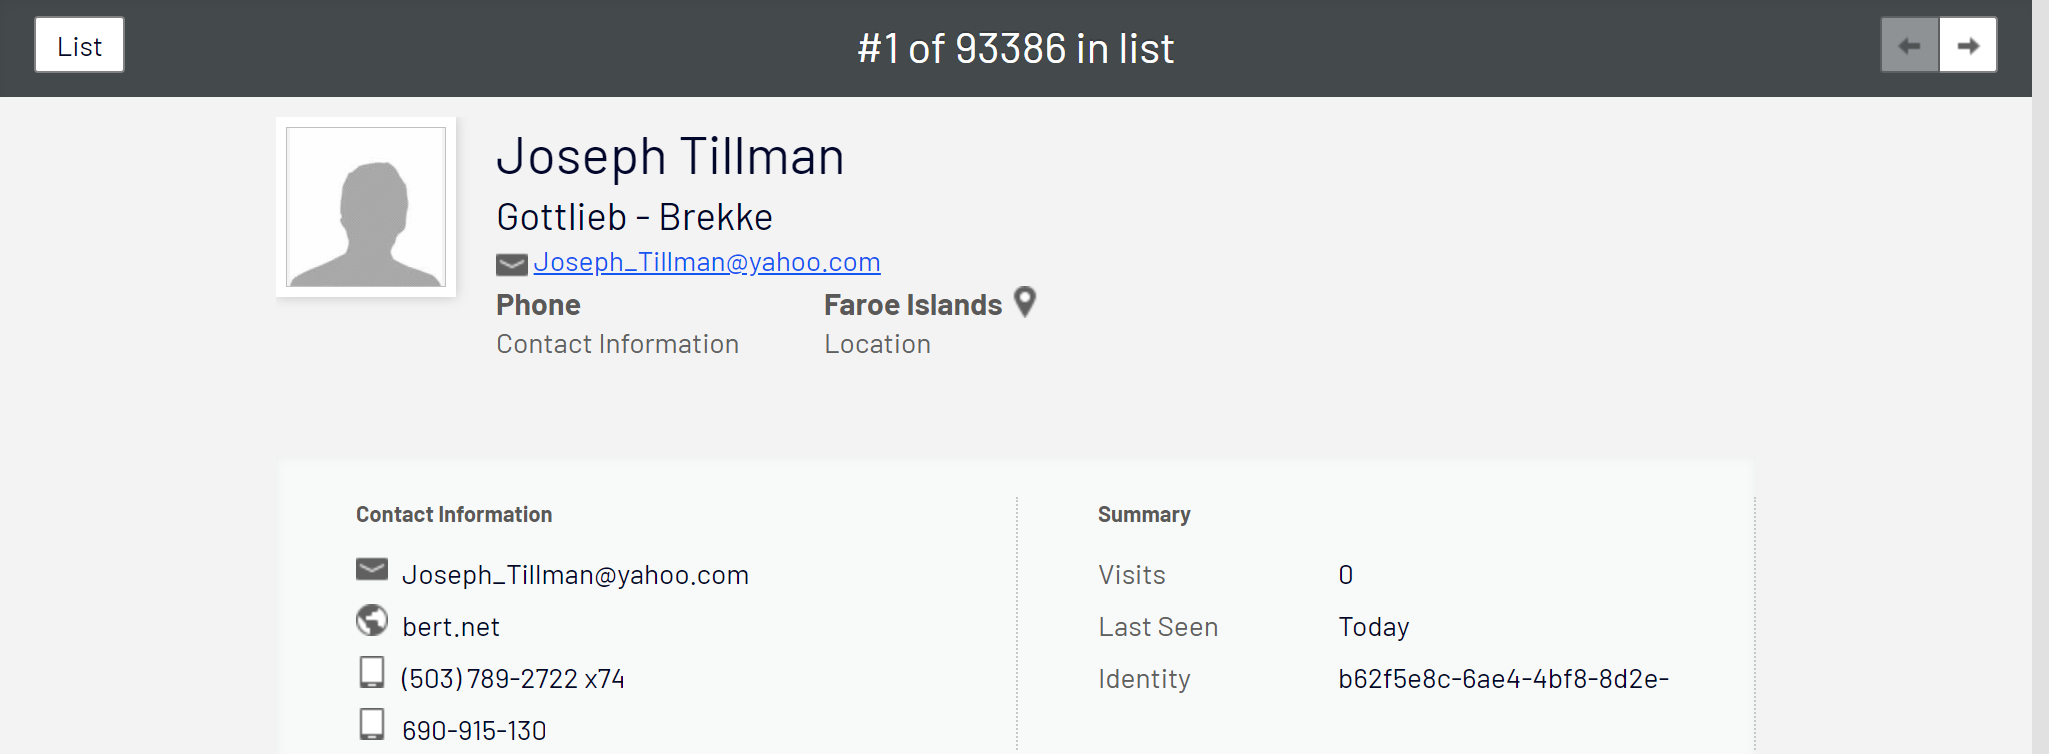 List
#1 of 93386 in list
Joseph Tillman
Gottlieb - Brekke
Joseph_Tillman@yahoo.com
Phone
Contact Information
Faroe Islands
Location
Contact Information
Joseph_Tillman@yahoo.com
bert.net
(503) 789-2722 x74
690-915-130
Summary
Visits 0
Last Seen Today
Identity b62f5e8c-6ae4-4bf8-8d2e-